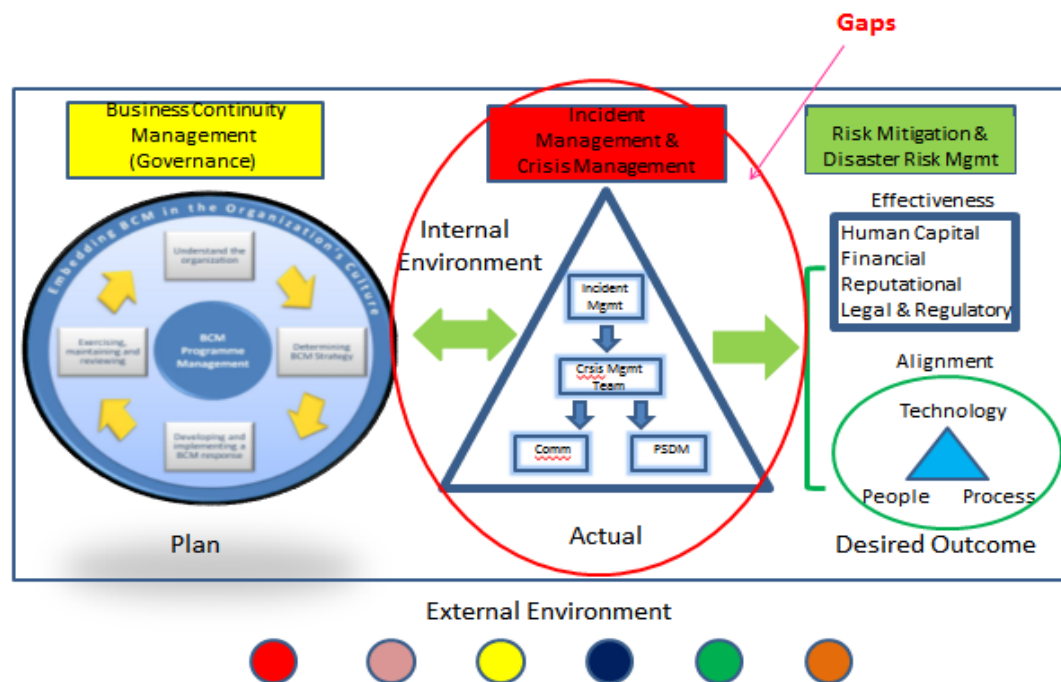 Gaps
Business Continuity
Management
(Governance)
Incident
Management &
Crisis Management
Risk Mitigation &
Disaster Risk Mgmt
Embedding BCM in the Organization's Culture
Understand the
organization
Exercising,
maintaining and
reviewing
BCM
Programme
Management
Determining
BCM Strategy
Developing and
implementing a
BCM response
Internal
Environment
Incident
Mgmt
Crsis Mgmt
Team
Comm
PSDM
Effectiveness
Human Capital
Financial
Reputational
Legal & Regulatory
Alignment
Technology
People
Process
Plan
Actual
Desired Outcome
External Environment